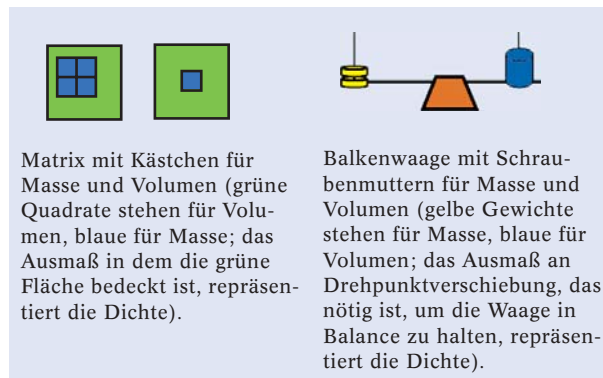 Matrix mit Kästchen für
Masse und Volumen (grüne
Quadrate stehen für Volu-
men, blaue für Masse; das
Ausmaß in dem die grüne
Fläche bedeckt ist, repräsen-
tiert die Dichte).
Balkenwaage mit Schrau-
benmuttern für Masse und
Volumen (gelbe Gewichte
stehen für Masse, blaue für
Volumen; das Ausmaß an
Drehpunktverschiebung, das
nötig ist, um die Waage in
Balance zu halten, repräsen-
tiert die Dichte).